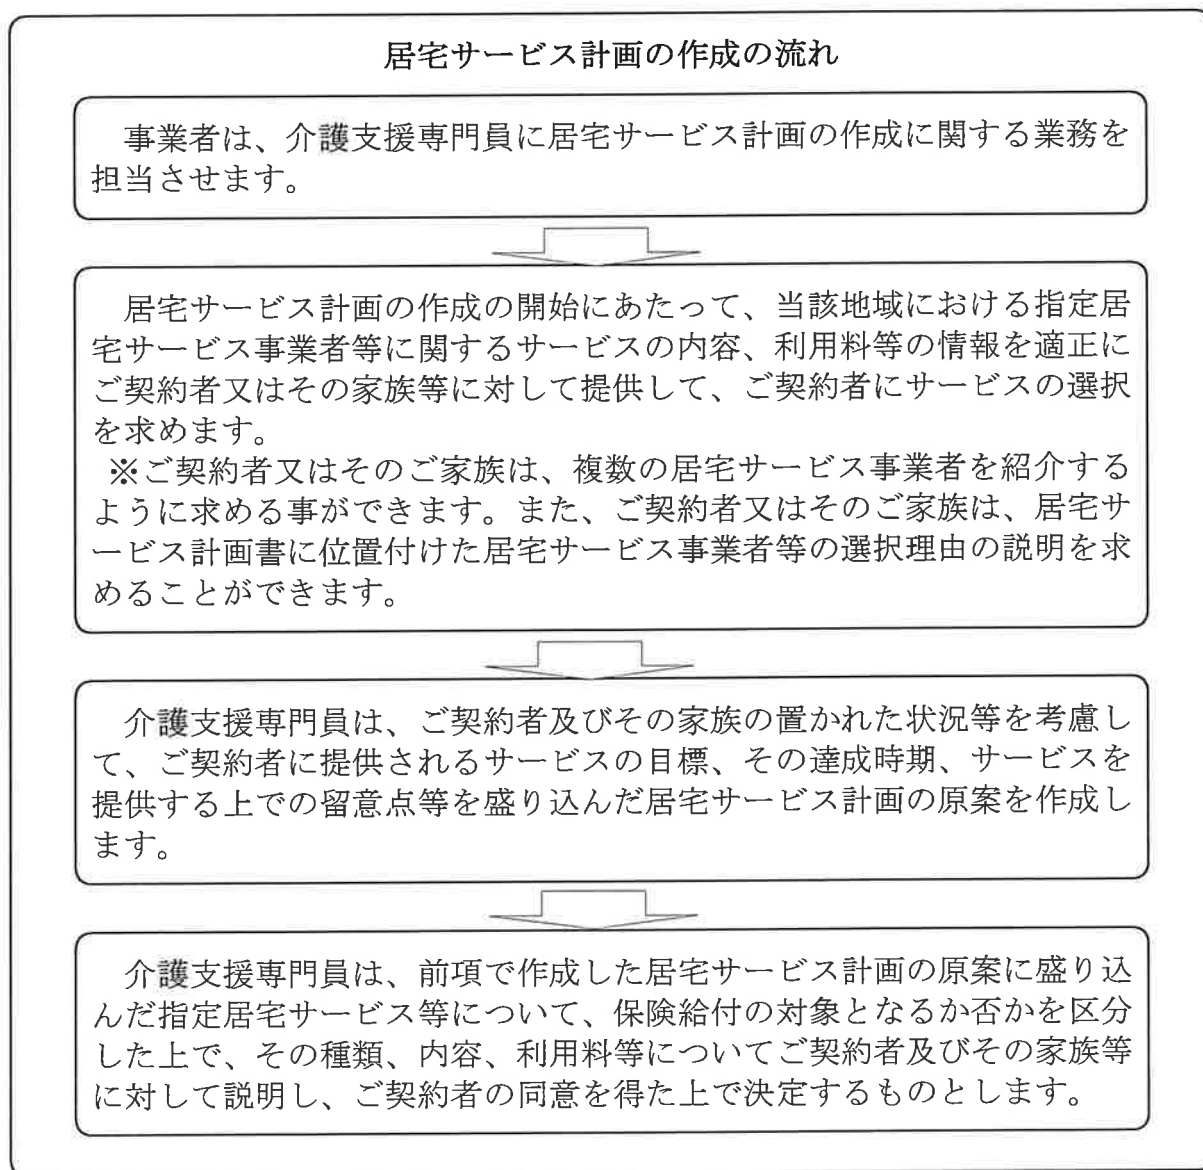 居宅サービス計画の作成の流れ
事業者は、介護支援専門員に居宅サービス計画の作成に関する業務を
担当させます。
居宅サービス計画の作成の開始にあたって、当該地域における指定居
宅サービス事業者等に関するサービスの内容、利用料等の情報を適正に
ご契約者又はその家族等に対して提供して、ご契約者にサービスの選択
を求めます。
※ご契約者又はそのご家族は、複数の居宅サービス事業者を紹介する
ように求める事ができます。また、ご契約者又はそのご家族は、居宅サ
ービス計画書に位置付けた居宅サービス事業者等の選択理由の説明を求
めることができます。
介護支援専門員は、ご契約者及びその家族の置かれた状況等を考慮し
て、ご契約者に提供されるサービスの目標、その達成時期、サービスを
提供する上での留意点等を盛り込んだ居宅サービス計画の原案を作成し
ます。
介護支援専門員は、前項で作成した居宅サービス計画の原案に盛り込
んだ指定居宅サービス等について、保険給付の対象となるか否かを区分
した上で、その種類、内容、利用料等についてご契約者及びその家族等
に対して説明し、ご契約者の同意を得た上で決定するものとします。